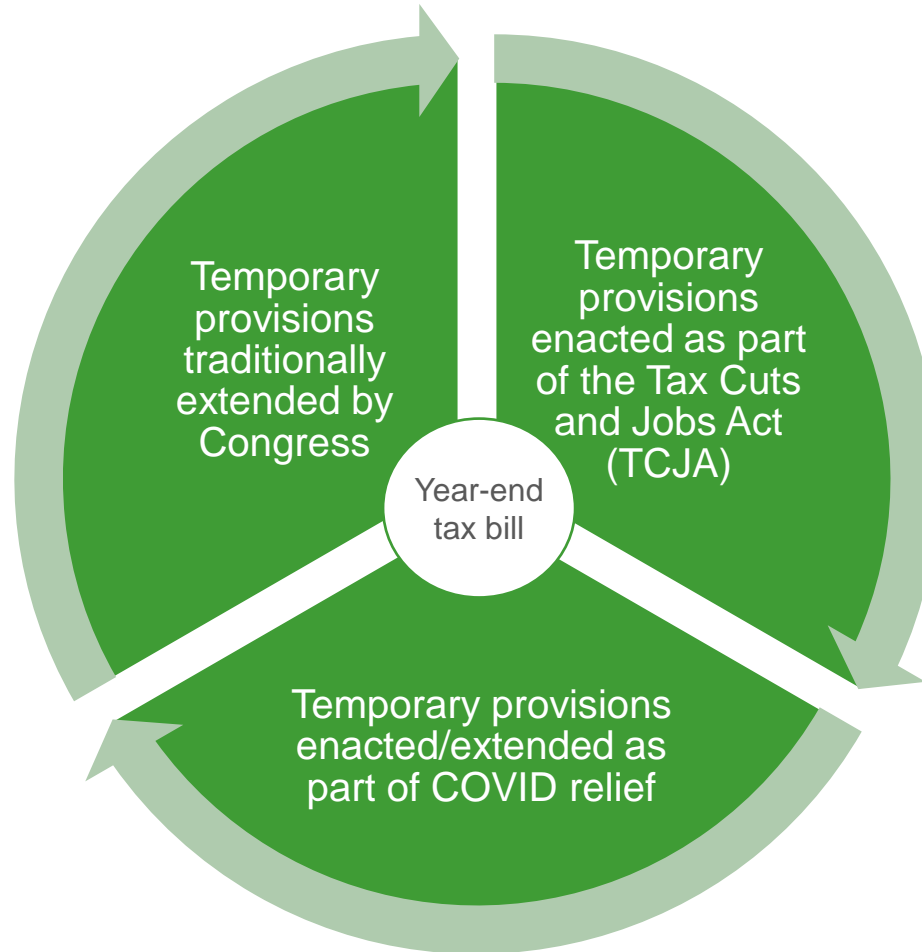 Temporary
provisions
traditionally
extended by
Congress
Temporary
provisions
enacted as part
of the Tax Cuts
and Jobs Act
(TCJA)
Year-end
tax bill
Temporary provisions
enacted/extended as
part of COVID relief